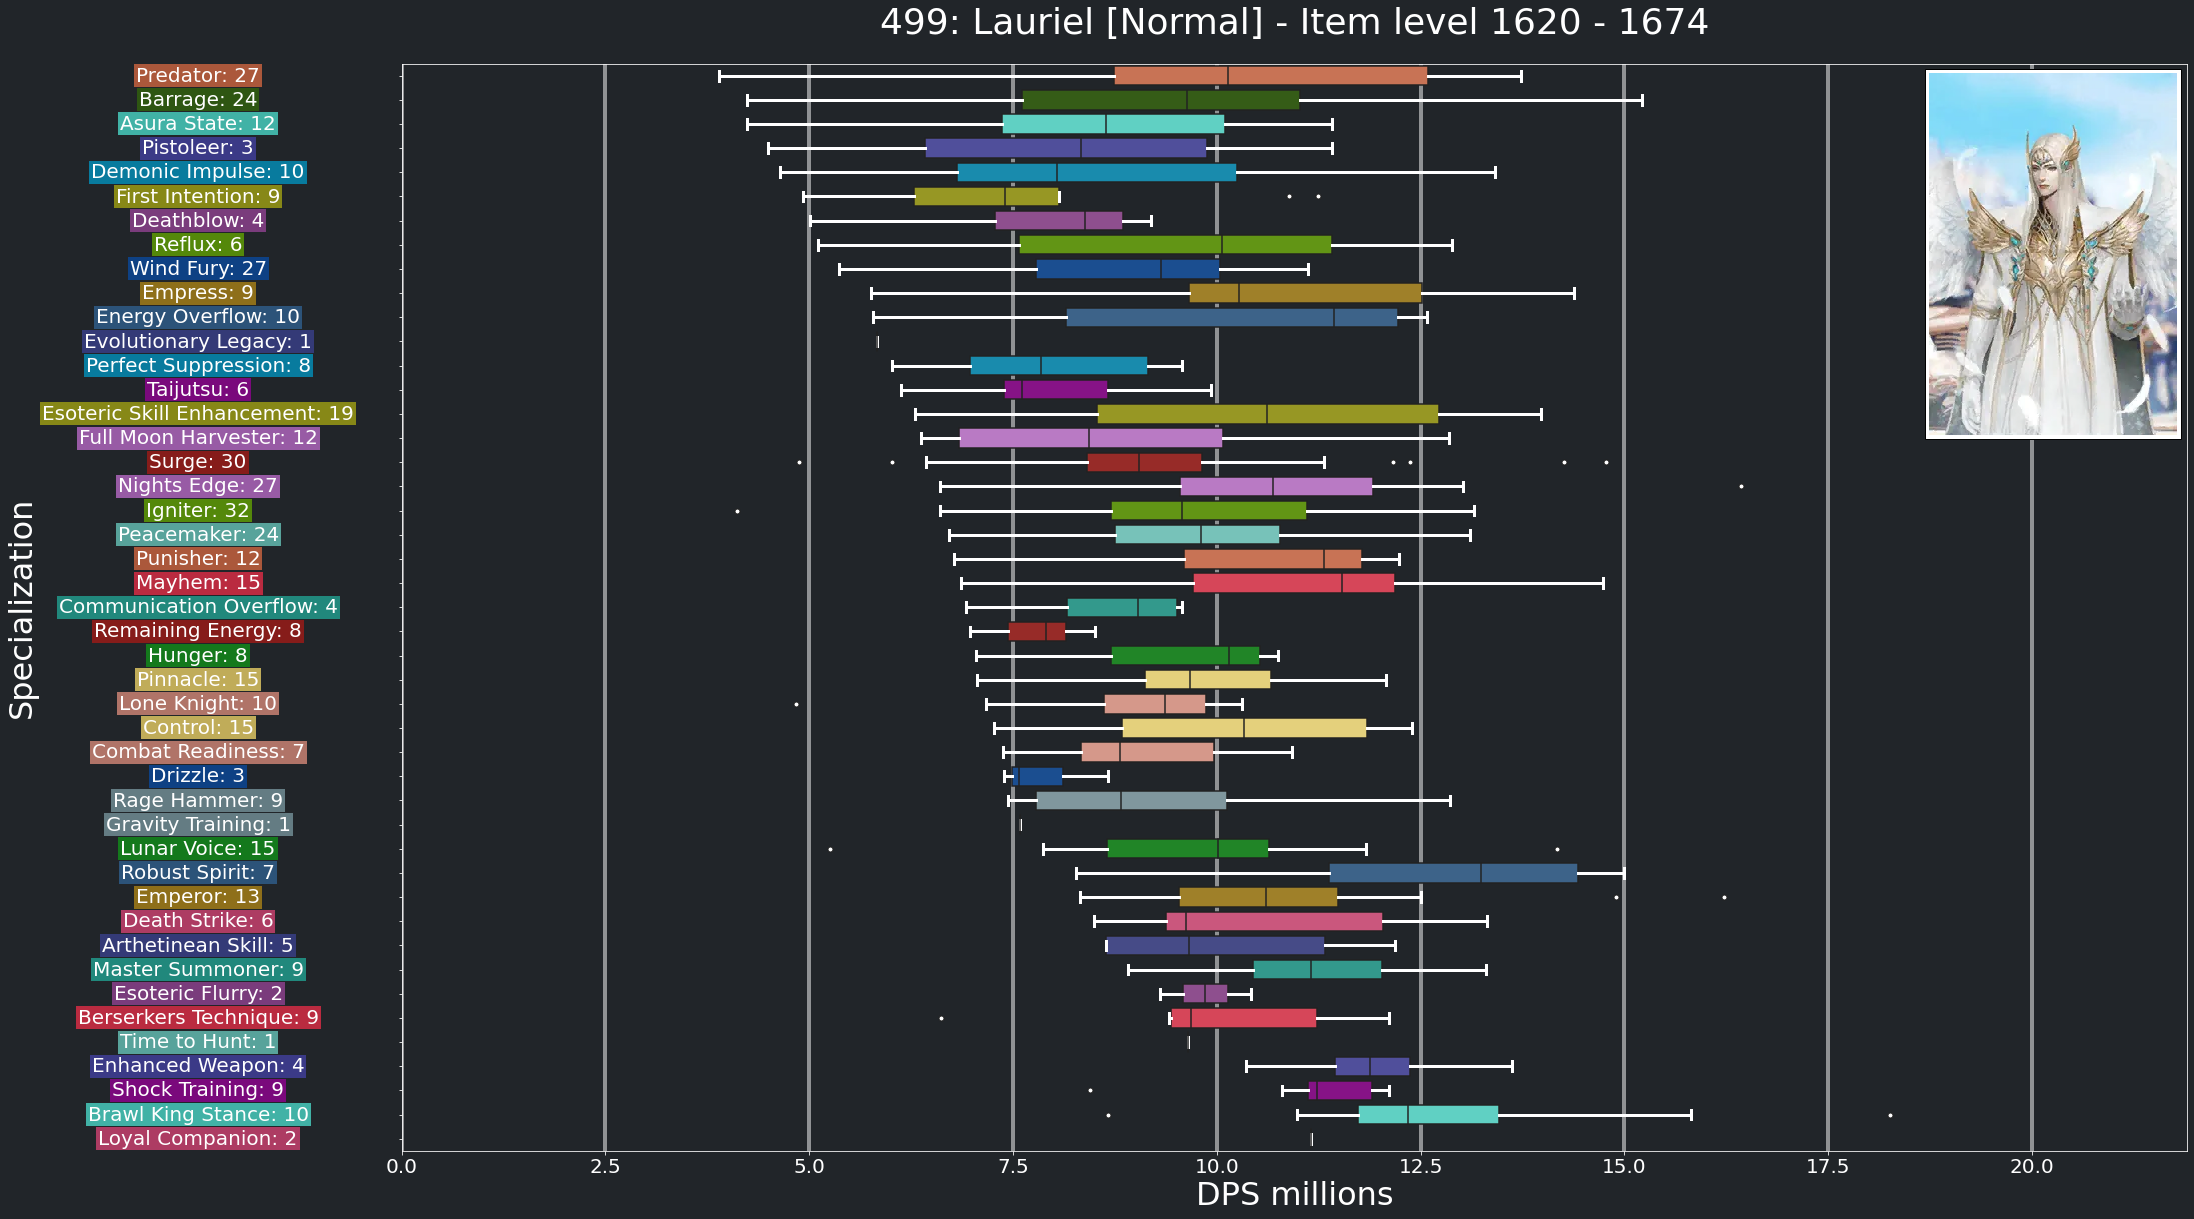 499: Lauriel [Normal] - Item level 1620 - 1674
Specialization
Predator: 27
Barrage: 24
Asura State: 12
Pistoleer: 3
Demonic Impulse: 10
First Intention: 9
Deathblow: 4
Reflux: 6
Wind Fury: 27
Empress: 9
Energy Overflow: 10
Evolutionary Legacy: 1
Perfect Suppression: 8
Taijutsu: 6
Esoteric Skill Enhancement: 19
Full Moon Harvester: 12
Surge: 30
Nights Edge: 27
Igniter: 32
Peacemaker: 24
Punisher: 12
Mayhem: 15
Communication Overflow: 4
Remaining Energy: 8
Hunger: 8
Pinnacle: 15
Lone Knight: 10
Control: 15
Combat Readiness: 7
Drizzle: 3
Rage Hammer: 9
Gravity Training: 1
Lunar Voice: 15
Robust Spirit: 7
Emperor: 13
Death Strike: 6
Arthetinean Skill: 5
Master Summoner: 9
Esoteric Flurry: 2
Berserkers Technique: 9
Time to Hunt: 1
Enhanced Weapon: 4
Shock Training: 9
Brawl King Stance: 10
Loyal Companion: 2
0.0 2.5 5.0 7.5 10.0 12.5 15.0 17.5 20.0
DPS millions